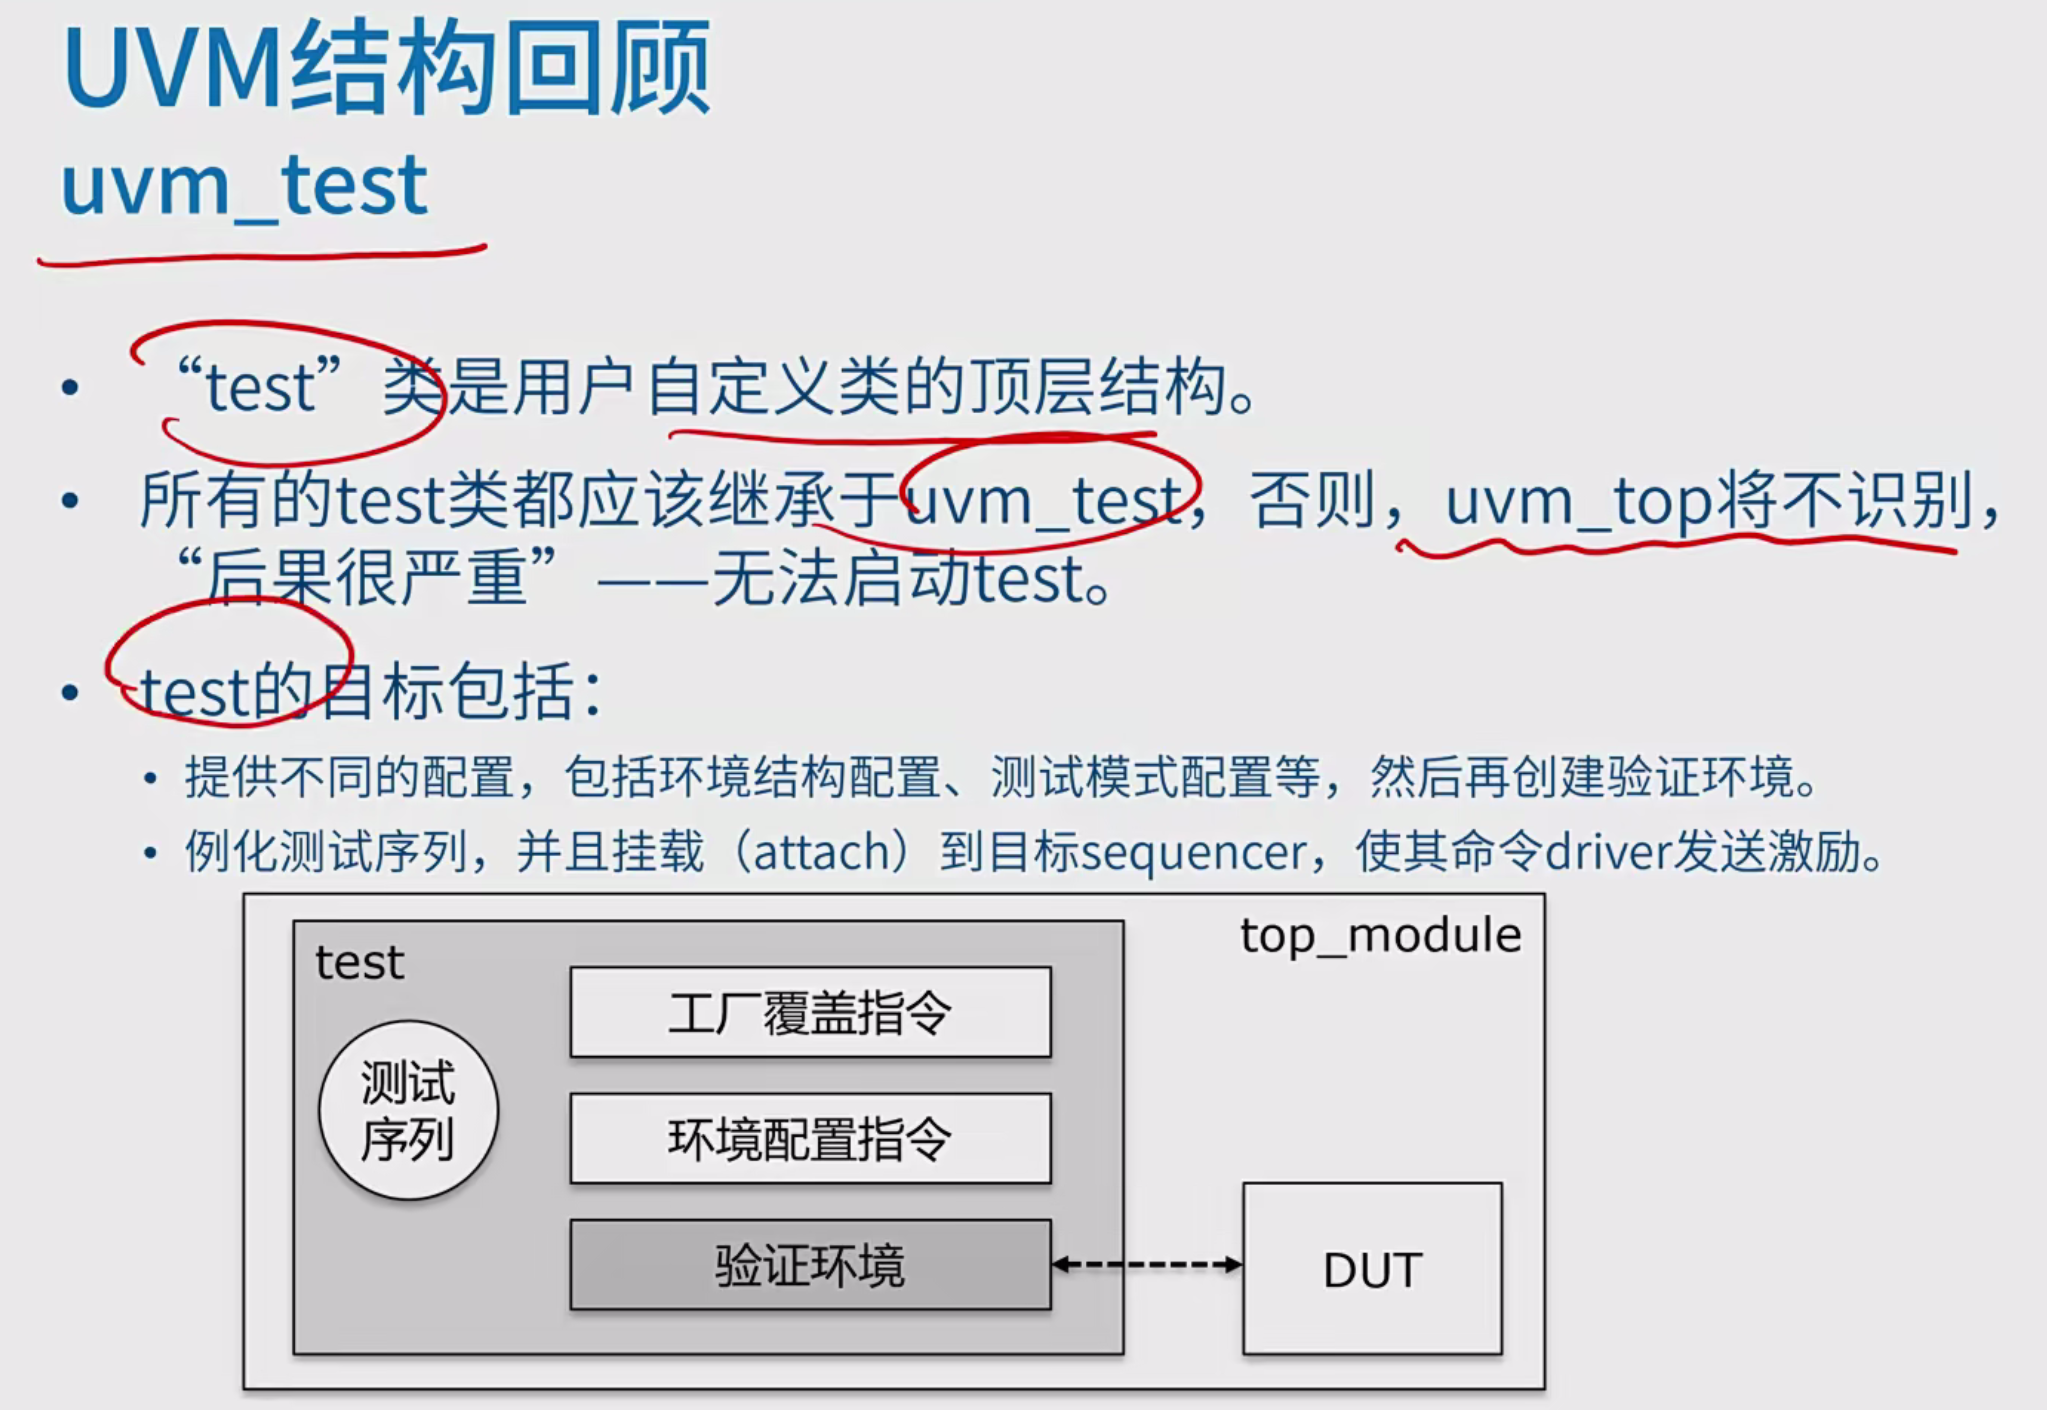 UVM结构回顾
uvm_test
• “test”类是用户自定义类的顶层结构。
• 所有的test类都应该继承于uvm_test，否则，uvm_top将不识别，
“后果很严重”——无法启动test。
• test的目标包括：
• 提供不同的配置，包括环境结构配置、测试模式配置等，然后再创建验证环境。
• 例化测试序列，并且挂载（attach）到目标sequencer，使其命令driver发送激励。
top_module
test
工厂覆盖指令
测试
序列
环境配置指令
验证环境
DUT